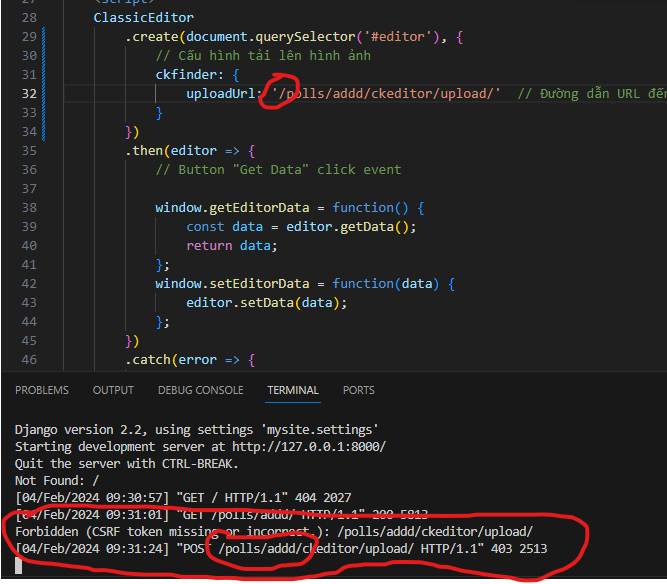 27 <script>
28 ClassicEditor
29 .create(document.querySelector('#editor'), {
30 // Cấu hình tải lên hình ảnh
31 ckfinder: {
32 uploadUrl: '/polls/addd/ckeditor/upload/' // Đường dẫn URL đến
33 }
34 })
35 .then(editor => {
36 // Button "Get Data" click event
37
38 window.getEditorData = function() {
39 const data = editor.getData();
40 return data;
41 };
42 window.setEditorData = function(data) {
43 editor.setData(data);
44 };
45 })
46 .catch(error => {
PROBLEMS OUTPUT DEBUG CONSOLE TERMINAL PORTS
Django version 2.2, using settings 'mysite.settings'
Starting development server at http://127.0.0.1:8000/
Quit the server with CTRL-BREAK.
Not Found: /
[04/Feb/2024 09:30:57] "GET / HTTP/1.1" 404 2027
[04/Feb/2024 09:31:01] "GET /polls/addd/ HTTP/1.1" 200 5813
Forbidden (CSRF token missing or incorrect.): /polls/addd/ckeditor/upload/
[04/Feb/2024 09:31:24] "POST /polls/addd/ckeditor/upload/ HTTP/1.1" 403 2513